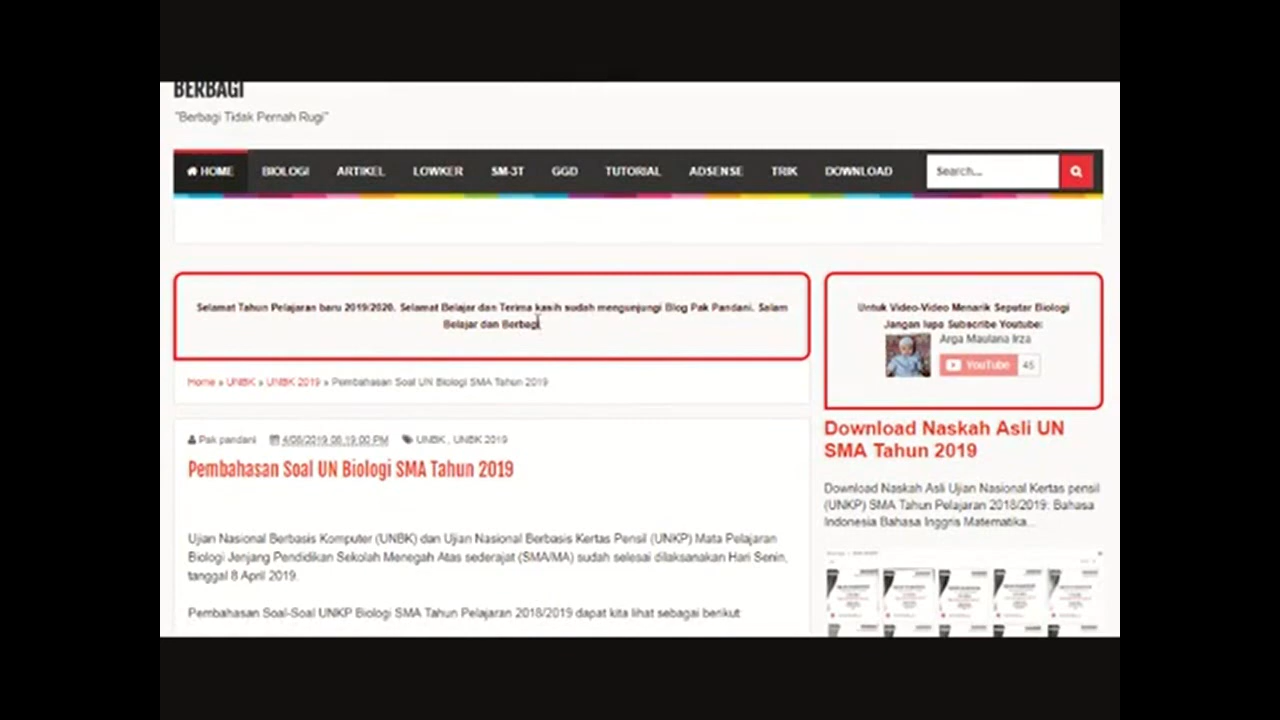 BERBAGI
"Berbagi Tidak Pernah Rugi"
HOME BIOLOGI ARTIKEL LOWKER SM-3T GGD TUTORIAL ADSENSE TRIK DOWNLOAD Search...
Selamat Tahun Pelajaran baru 2019/2020. Selamat Belajar dan Terima kasih sudah mengunjungi Blog Pak Pandani. Salam
Belajar dan Berbagi
Untuk Video-Video Menarik Seputar Biologi
Jangan lupa Subscribe Youtube:
Arga Maulana Irza
YouTube 45
Home » UNBK » UNBK 2019 » Pembahasan Soal UN Biologi SMA Tahun 2019
Pak pandani 4/08/2019 08:19:00 PM UNBK , UNBK 2019
Pembahasan Soal UN Biologi SMA Tahun 2019
Ujian Nasional Berbasis Komputer (UNBK) dan Ujian Nasional Berbasis Kertas Pensil (UNKP) Mata Pelajaran
Biologi Jenjang Pendidikan Sekolah Menegah Atas sederajat (SMA/MA) sudah selesai dilaksanakan Hari Senin,
tanggal 8 April 2019.
Pembahasan Soal-Soal UNKP Biologi SMA Tahun Pelajaran 2018/2019 dapat kita lihat sebagai berikut
Download Naskah Asli UN
SMA Tahun 2019
Download Naskah Asli Ujian Nasional Kertas pensil
(UNKP) SMA Tahun Pelajaran 2018/2019: Bahasa
Indonesia Bahasa Inggris Matematika...